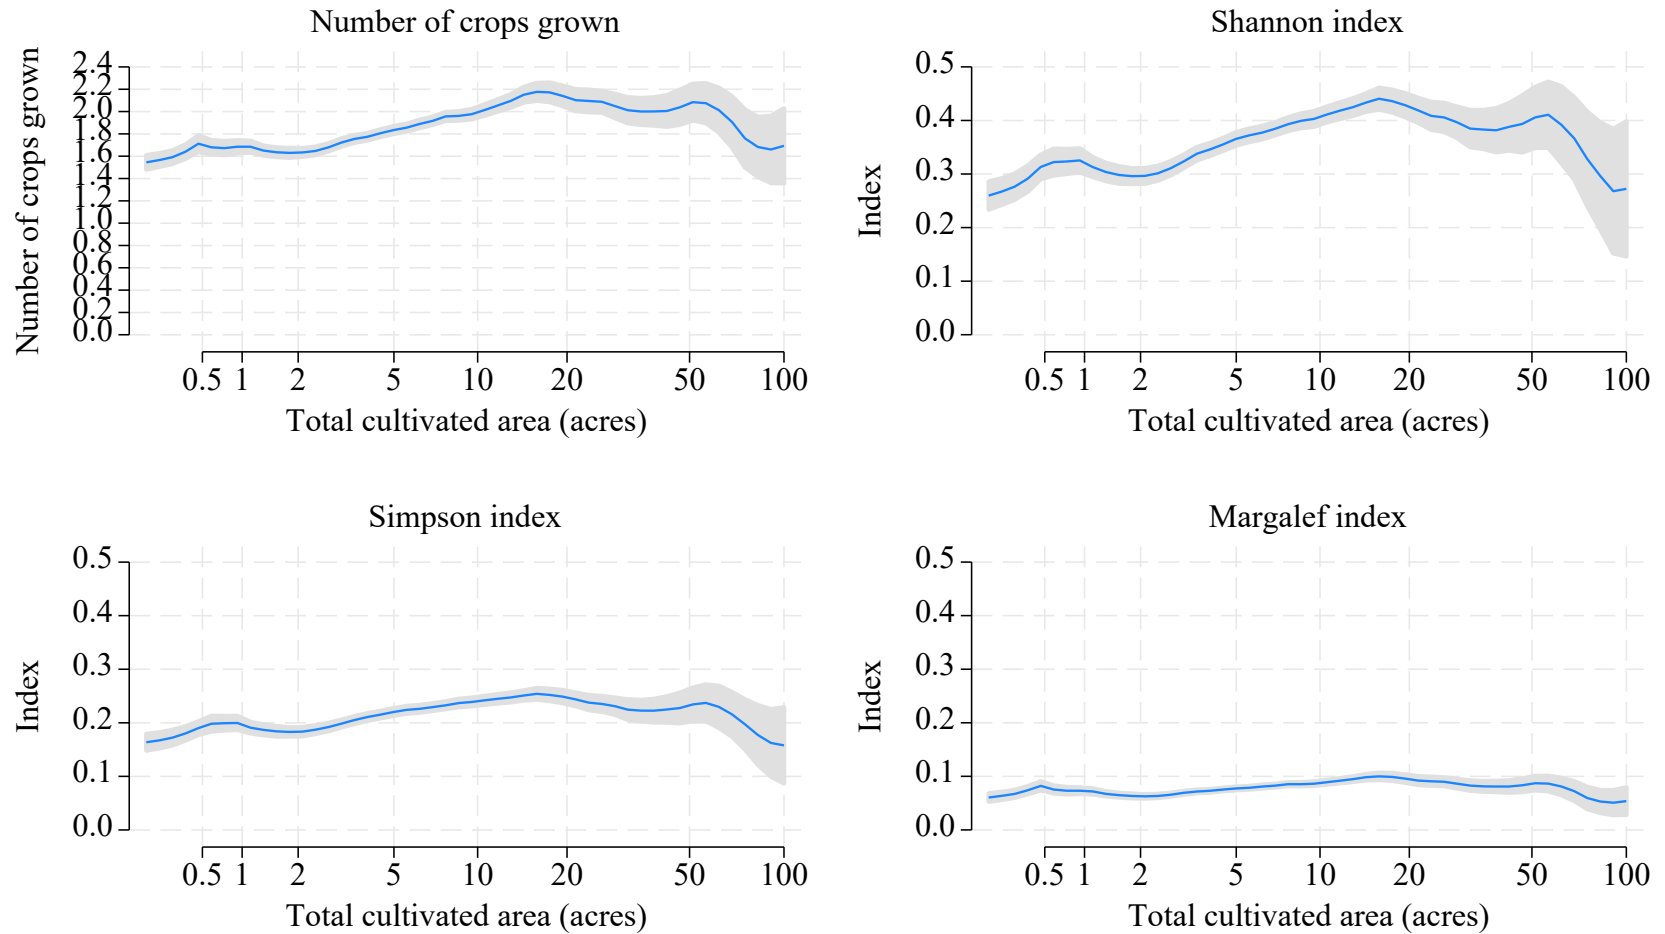 Number of crops grown
Number of crops grown
2.4
2.2
2.0
1.8
1.6
1.4
1.2
1.0
0.8
0.6
0.4
0.2
0.0
0.5 1 2 5 10 20 50 100
Total cultivated area (acres)
Shannon index
Index
0.5
0.4
0.3
0.2
0.1
0.0
0.5 1 2 5 10 20 50 100
Total cultivated area (acres)
Simpson index
Index
0.5
0.4
0.3
0.2
0.1
0.0
0.5 1 2 5 10 20 50 100
Total cultivated area (acres)
Margalef index
Index
0.5
0.4
0.3
0.2
0.1
0.0
0.5 1 2 5 10 20 50 100
Total cultivated area (acres)